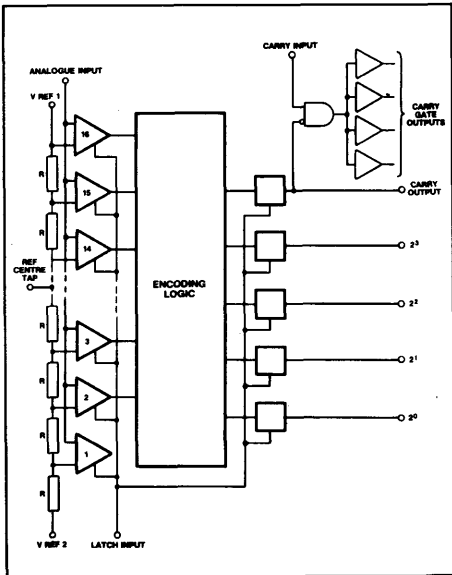 CARRY INPUT
ANALOGUE INPUT
V REF 1
CARRY
GATE
OUTPUTS
16
R
15
CARRY
OUTPUT
R
14
2³
REF
CENTRE
TAP
ENCODING
LOGIC
2²
R
3
2¹
R
2
2⁰
R
1
R
V REF 2
LATCH INPUT